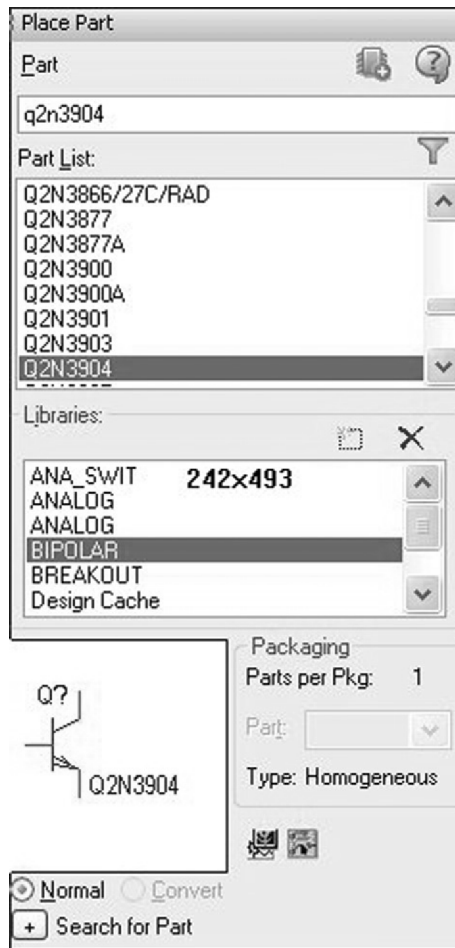 Place Part
Part
q2n3904
Part List:
Q2N3866/27C/RAD
Q2N3877
Q2N3877A
Q2N3900
Q2N3900A
Q2N3901
Q2N3903
Q2N3904
Libraries:
ANA_SWIT 242×493
ANALOG
ANALOG
BIPOLAR
BREAKOUT
Design Cache
Packaging
Parts per Pkg: 1
Part:
Type: Homogeneous
Q?
Q2N3904
Normal Convert
+ Search for Part